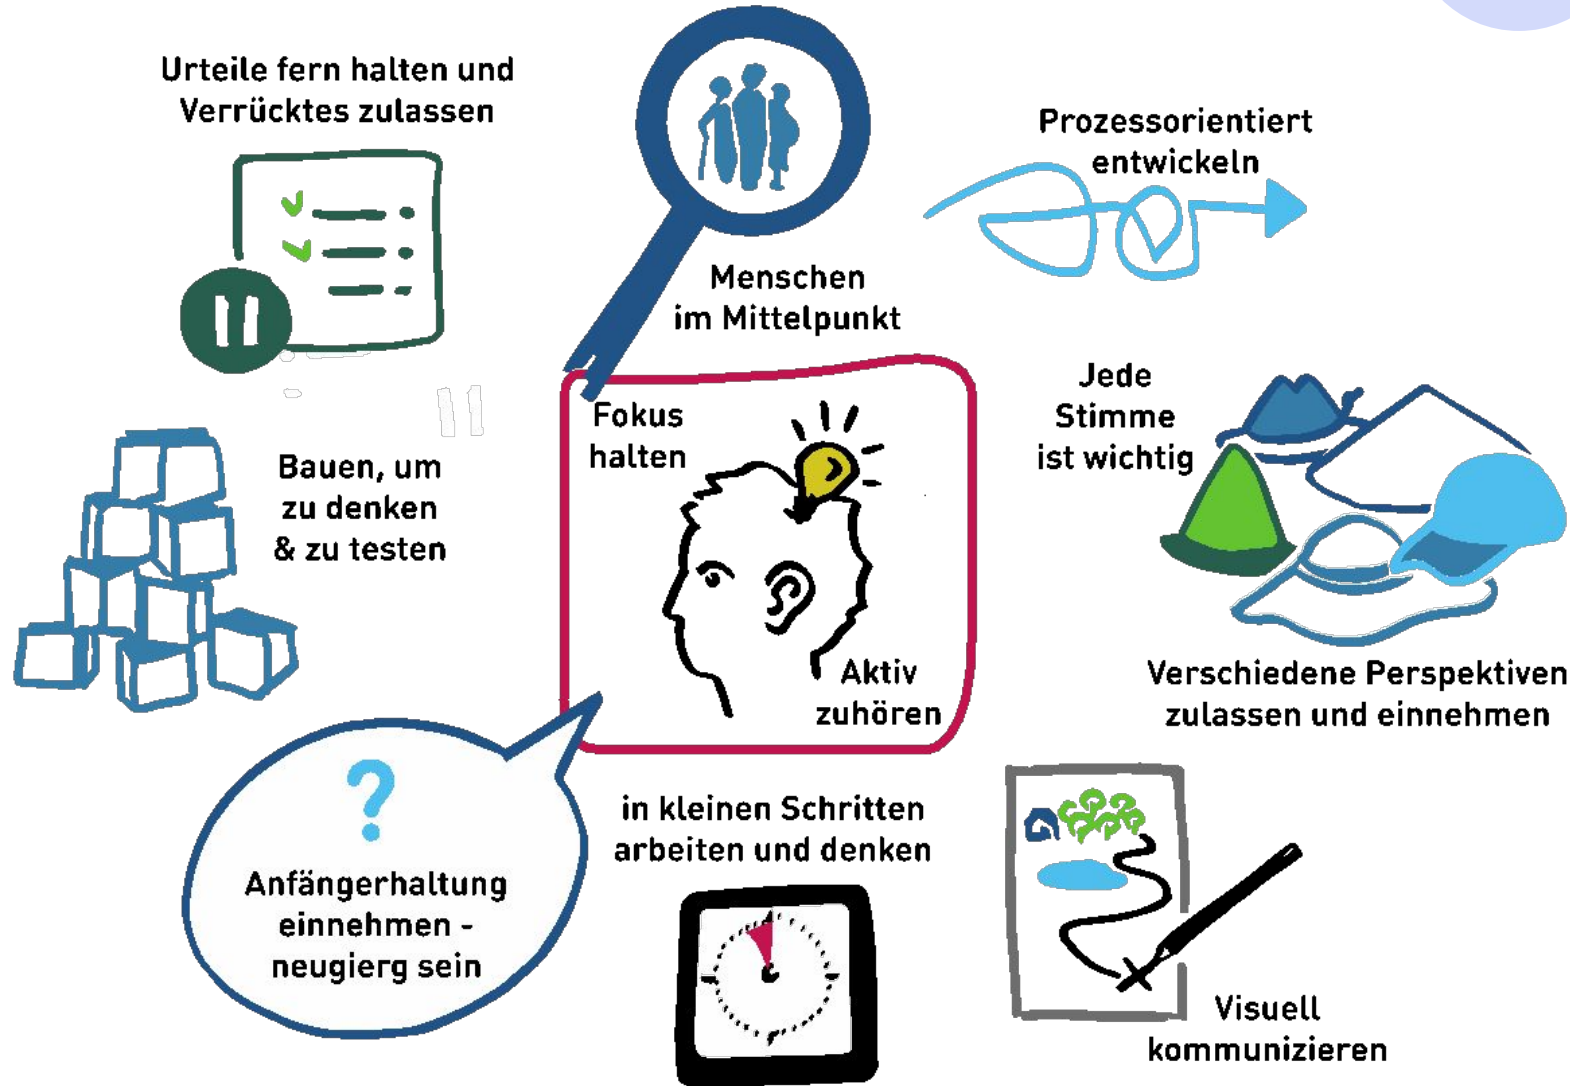 Urteile fern halten und
Verrücktes zulassen
Menschen
im Mittelpunkt
Prozessorientiert
entwickeln
Bauen, um
zu denken
& zu testen
Fokus
halten
Aktiv
zuhören
Jede
Stimme
ist wichtig
Verschiedene Perspektiven
zulassen und einnehmen
?
Anfängerhaltung
einnehmen -
neugierg sein
in kleinen Schritten
arbeiten und denken
Visuell
kommunizieren